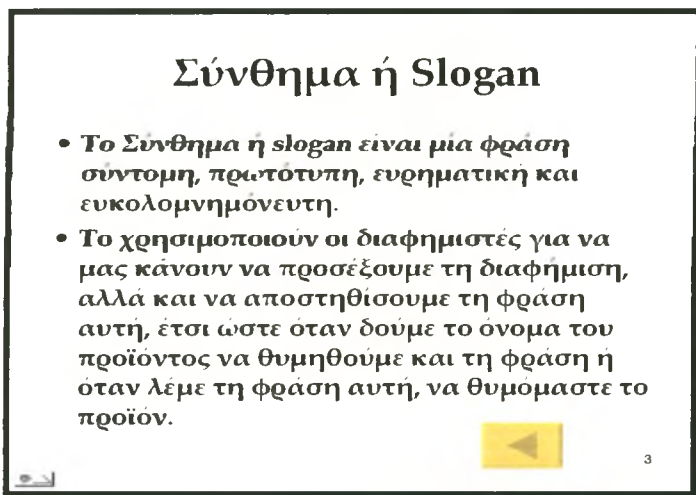 Σύνθημα ή Slogan
• Το Σύνθημα ή slogan είναι μία φράση
σύντομη, πρωτότυπη, ευρηματική και
ευκολομνημόνευτη.
• Το χρησιμοποιούν οι διαφημιστές για να
μας κάνουν να προσέξουμε τη διαφήμιση,
αλλά και να αποστηθίσουμε τη φράση
αυτή, έτσι ώστε όταν δούμε το όνομα του
προϊόντος να θυμηθούμε και τη φράση ή
όταν λέμε τη φράση αυτή, να θυμόμαστε το
προϊόν.
3